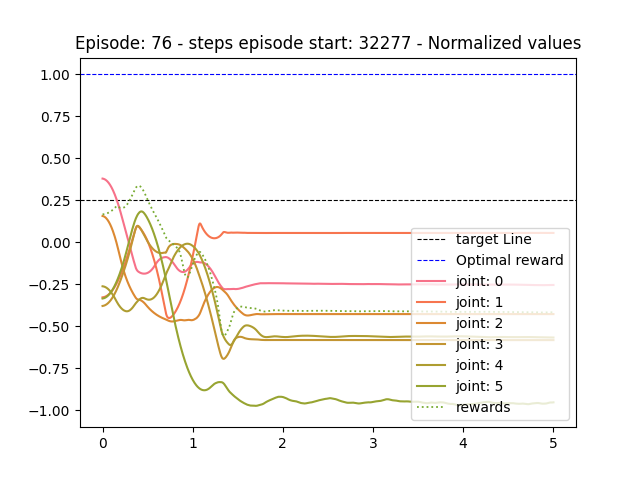 Episode: 76 - steps episode start: 32277 - Normalized values
1.00
0.75
0.50
0.25
0.00
−0.25
−0.50
−0.75
−1.00
0 1 2 3 4 5
target Line
Optimal reward
joint: 0
joint: 1
joint: 2
joint: 3
joint: 4
joint: 5
rewards